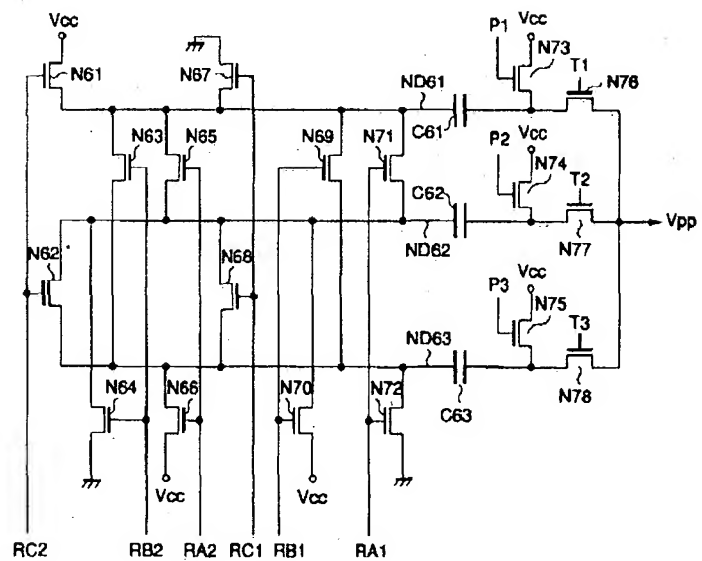 Vcc
P1
Vcc
N73
N61
N67
ND61
T1
N76
C61
N63
N65
N69
N71
P2
Vcc
N74
C62
T2
Vpp
ND62
N77
N62
N68
Vcc
P3
N75
ND63
T3
N64
N66
N70
N72
C63
N78
Vcc
Vcc
RC2
RB2
RA2
RC1
RB1
RA1